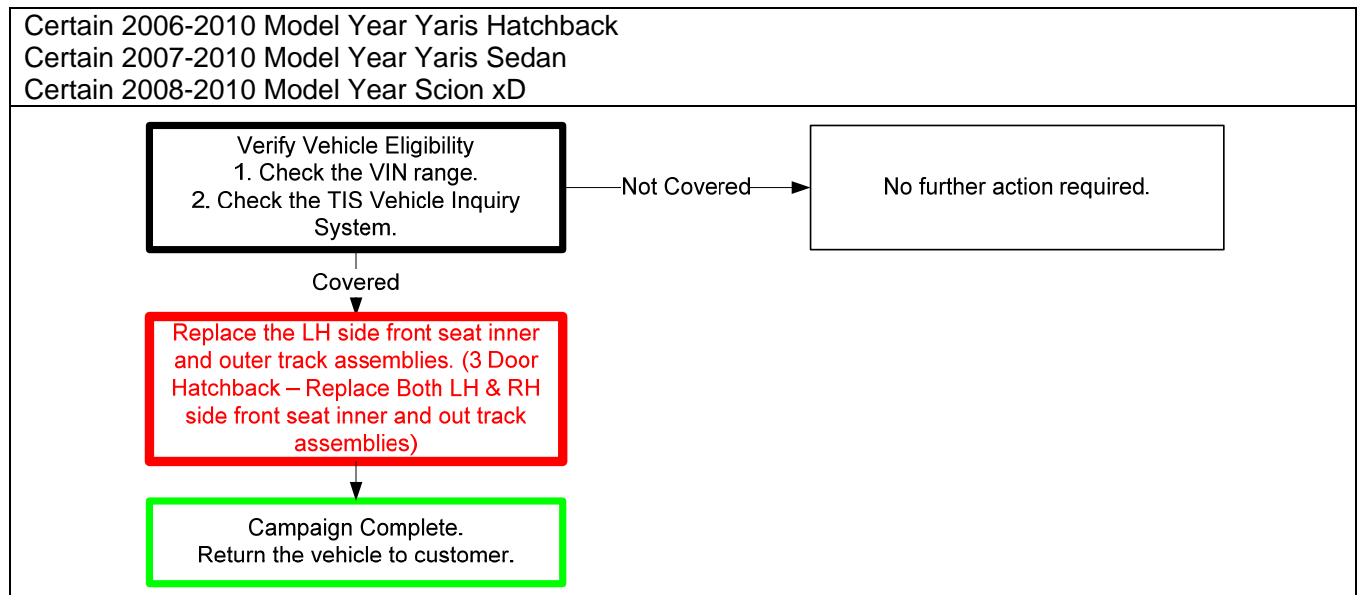 Certain 2006-2010 Model Year Yaris Hatchback
Certain 2007-2010 Model Year Yaris Sedan
Certain 2008-2010 Model Year Scion xD
Verify Vehicle Eligibility
1. Check the VIN range.
2. Check the TIS Vehicle Inquiry
System.
Not Covered
No further action required.
Covered
Replace the LH side front seat inner
and outer track assemblies. (3 Door
Hatchback – Replace Both LH & RH
side front seat inner and out track
assemblies)
Campaign Complete.
Return the vehicle to customer.